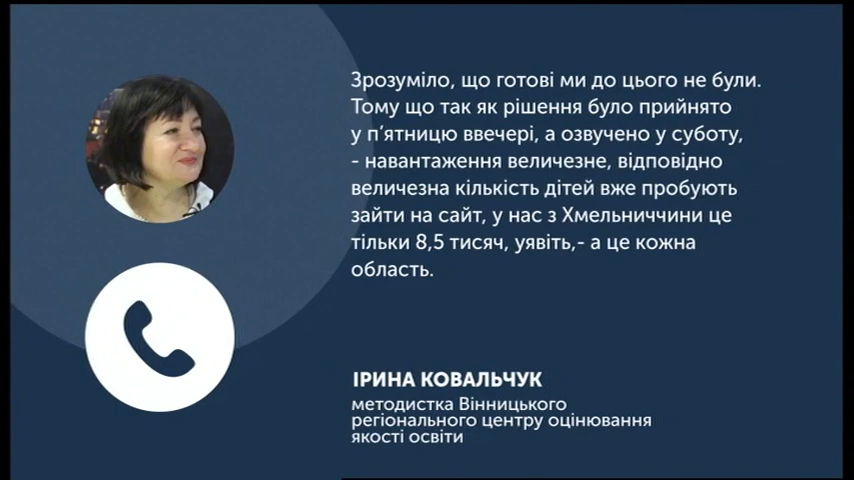 Зрозуміло, що готові ми до цього не були.
Тому що так як рішення було прийнято
у п'ятницю ввечері, а озвучено у суботу,
- навантаження величезне, відповідно
величезна кількість дітей вже пробують
зайти на сайт, у нас з Хмельниччини це
тільки 8,5 тисяч, уявіть,- а це кожна
область.
ІРИНА КОВАЛЬЧУК
методистка Вінницького
регіонального центру оцінювання
якості освіти